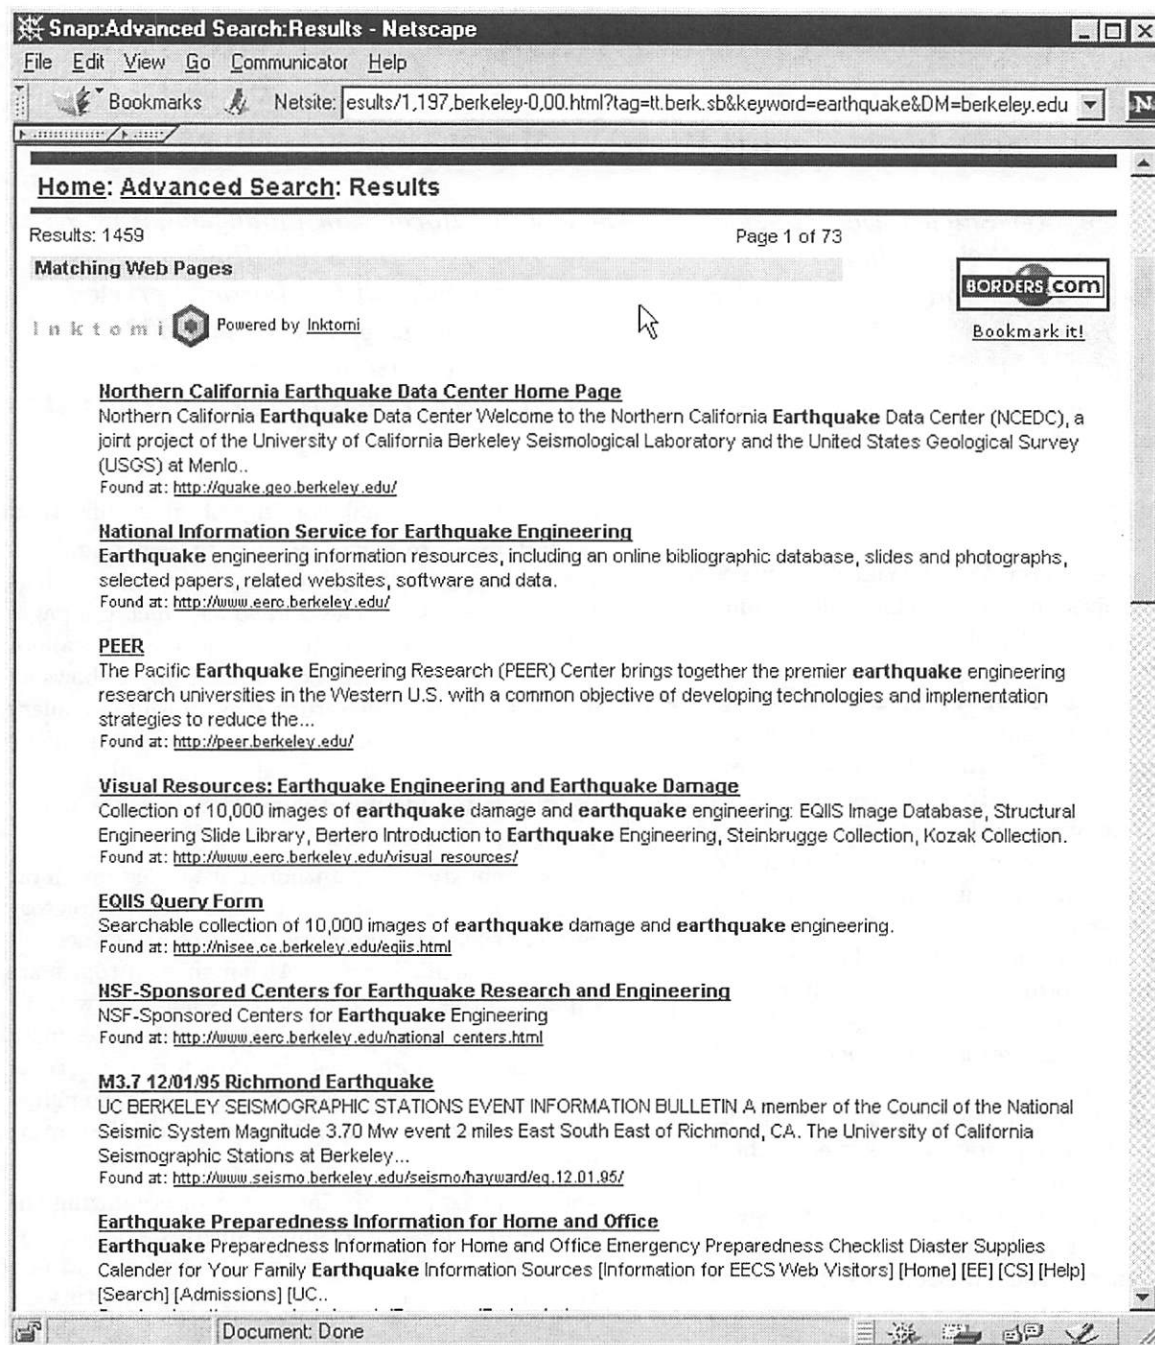 Snap:Advanced Search:Results - Netscape
File Edit View Go Communicator Help
Bookmarks Netsite: esults/1,197,berkeley-0,00.html?tag=tt.berk.sb&keyword=earthquake&DM=berkeley.edu N
Home: Advanced Search: Results
Results: 1459 Page 1 of 73
Matching Web Pages
BORDERS.com
Inktomi Powered by Inktomi
Bookmark it!
Northern California Earthquake Data Center Home Page
Northern California Earthquake Data Center Welcome to the Northern California Earthquake Data Center (NCEDC), a
joint project of the University of California Berkeley Seismological Laboratory and the United States Geological Survey
(USGS) at Menlo..
Found at: http://quake.geo.berkeley.edu/
National Information Service for Earthquake Engineering
Earthquake engineering information resources, including an online bibliographic database, slides and photographs,
selected papers, related websites, software and data.
Found at: http://www.eerc.berkeley.edu/
PEER
The Pacific Earthquake Engineering Research (PEER) Center brings together the premier earthquake engineering
research universities in the Western U.S. with a common objective of developing technologies and implementation
strategies to reduce the...
Found at: http://peer.berkeley.edu/
Visual Resources: Earthquake Engineering and Earthquake Damage
Collection of 10,000 images of earthquake damage and earthquake engineering: EQIIS Image Database, Structural
Engineering Slide Library, Bertero Introduction to Earthquake Engineering, Steinbrugge Collection, Kozak Collection.
Found at: http://www.eerc.berkeley.edu/visual_resources/
EQIIS Query Form
Searchable collection of 10,000 images of earthquake damage and earthquake engineering.
Found at: http://nisee.ce.berkeley.edu/eqiis.html
NSF-Sponsored Centers for Earthquake Research and Engineering
NSF-Sponsored Centers for Earthquake Engineering
Found at: http://www.eerc.berkeley.edu/national_centers.html
M3.7 12/01/95 Richmond Earthquake
UC BERKELEY SEISMOGRAPHIC STATIONS EVENT INFORMATION BULLETIN A member of the Council of the National
Seismic System Magnitude 3.70 Mw event 2 miles East South East of Richmond, CA. The University of California
Seismographic Stations at Berkeley...
Found at: http://www.seismo.berkeley.edu/seismo/hayward/eq.12.01.95/
Earthquake Preparedness Information for Home and Office
Earthquake Preparedness Information for Home and Office Emergency Preparedness Checklist Diaster Supplies
Calender for Your Family Earthquake Information Sources [Information for EECS Web Visitors] [Home] [EE] [CS] [Help]
[Search] [Admissions] [UC..
Document: Done